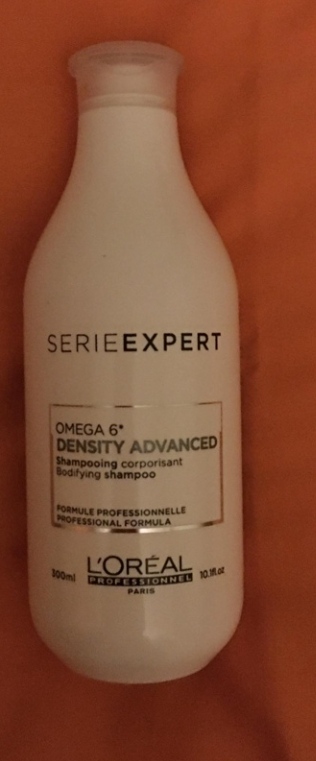 SERIEEXPERT
OMEGA 6*
DENSITY ADVANCED
Shampooing corporisant
Bodifying shampoo
FORMULE PROFESSIONNELLE
PROFESSIONAL FORMULA
L'ORÉAL
PROFESSIONNEL
PARIS
300ml 10.1fl.oz